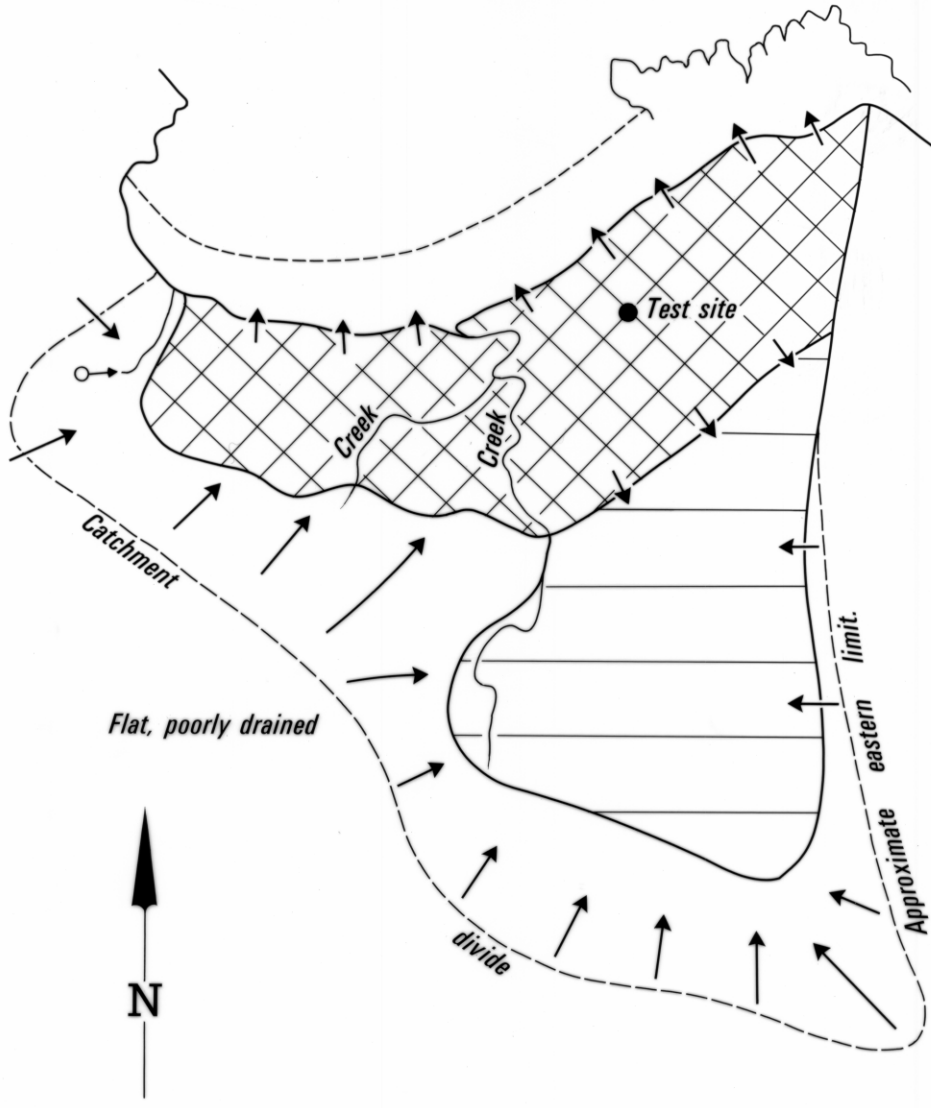 Test site
Creek
Creek
Catchment
limit.
Flat, poorly drained
eastern
Approximate
divide
N